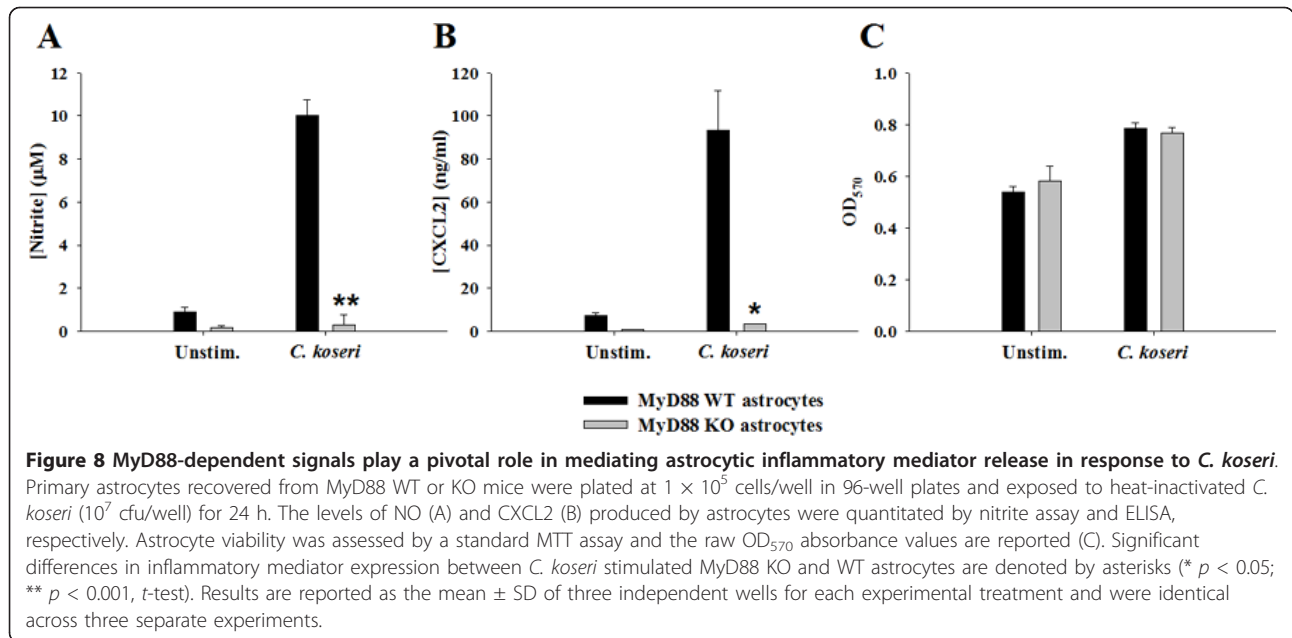 A
B
C
12
10
8
6
4
2
0
[Nitrite] (µM)
**
Unstim.
C. koseri
120
100
80
60
40
20
0
[CXCL2] (ng/ml)
*
Unstim.
C. koseri
1.0
0.8
0.6
0.4
0.2
0.0
OD570
Unstim.
C. koseri
MyD88 WT astrocytes
MyD88 KO astrocytes
Figure 8 MyD88-dependent signals play a pivotal role in mediating astrocytic inflammatory mediator release in response to C. koseri.
Primary astrocytes recovered from MyD88 WT or KO mice were plated at 1 × 10⁵ cells/well in 96-well plates and exposed to heat-inactivated C.
koseri (10⁷ cfu/well) for 24 h. The levels of NO (A) and CXCL2 (B) produced by astrocytes were quantitated by nitrite assay and ELISA,
respectively. Astrocyte viability was assessed by a standard MTT assay and the raw OD₅₇₀ absorbance values are reported (C). Significant
differences in inflammatory mediator expression between C. koseri stimulated MyD88 KO and WT astrocytes are denoted by asterisks (* p < 0.05;
** p < 0.001, t-test). Results are reported as the mean ± SD of three independent wells for each experimental treatment and were identical
across three separate experiments.